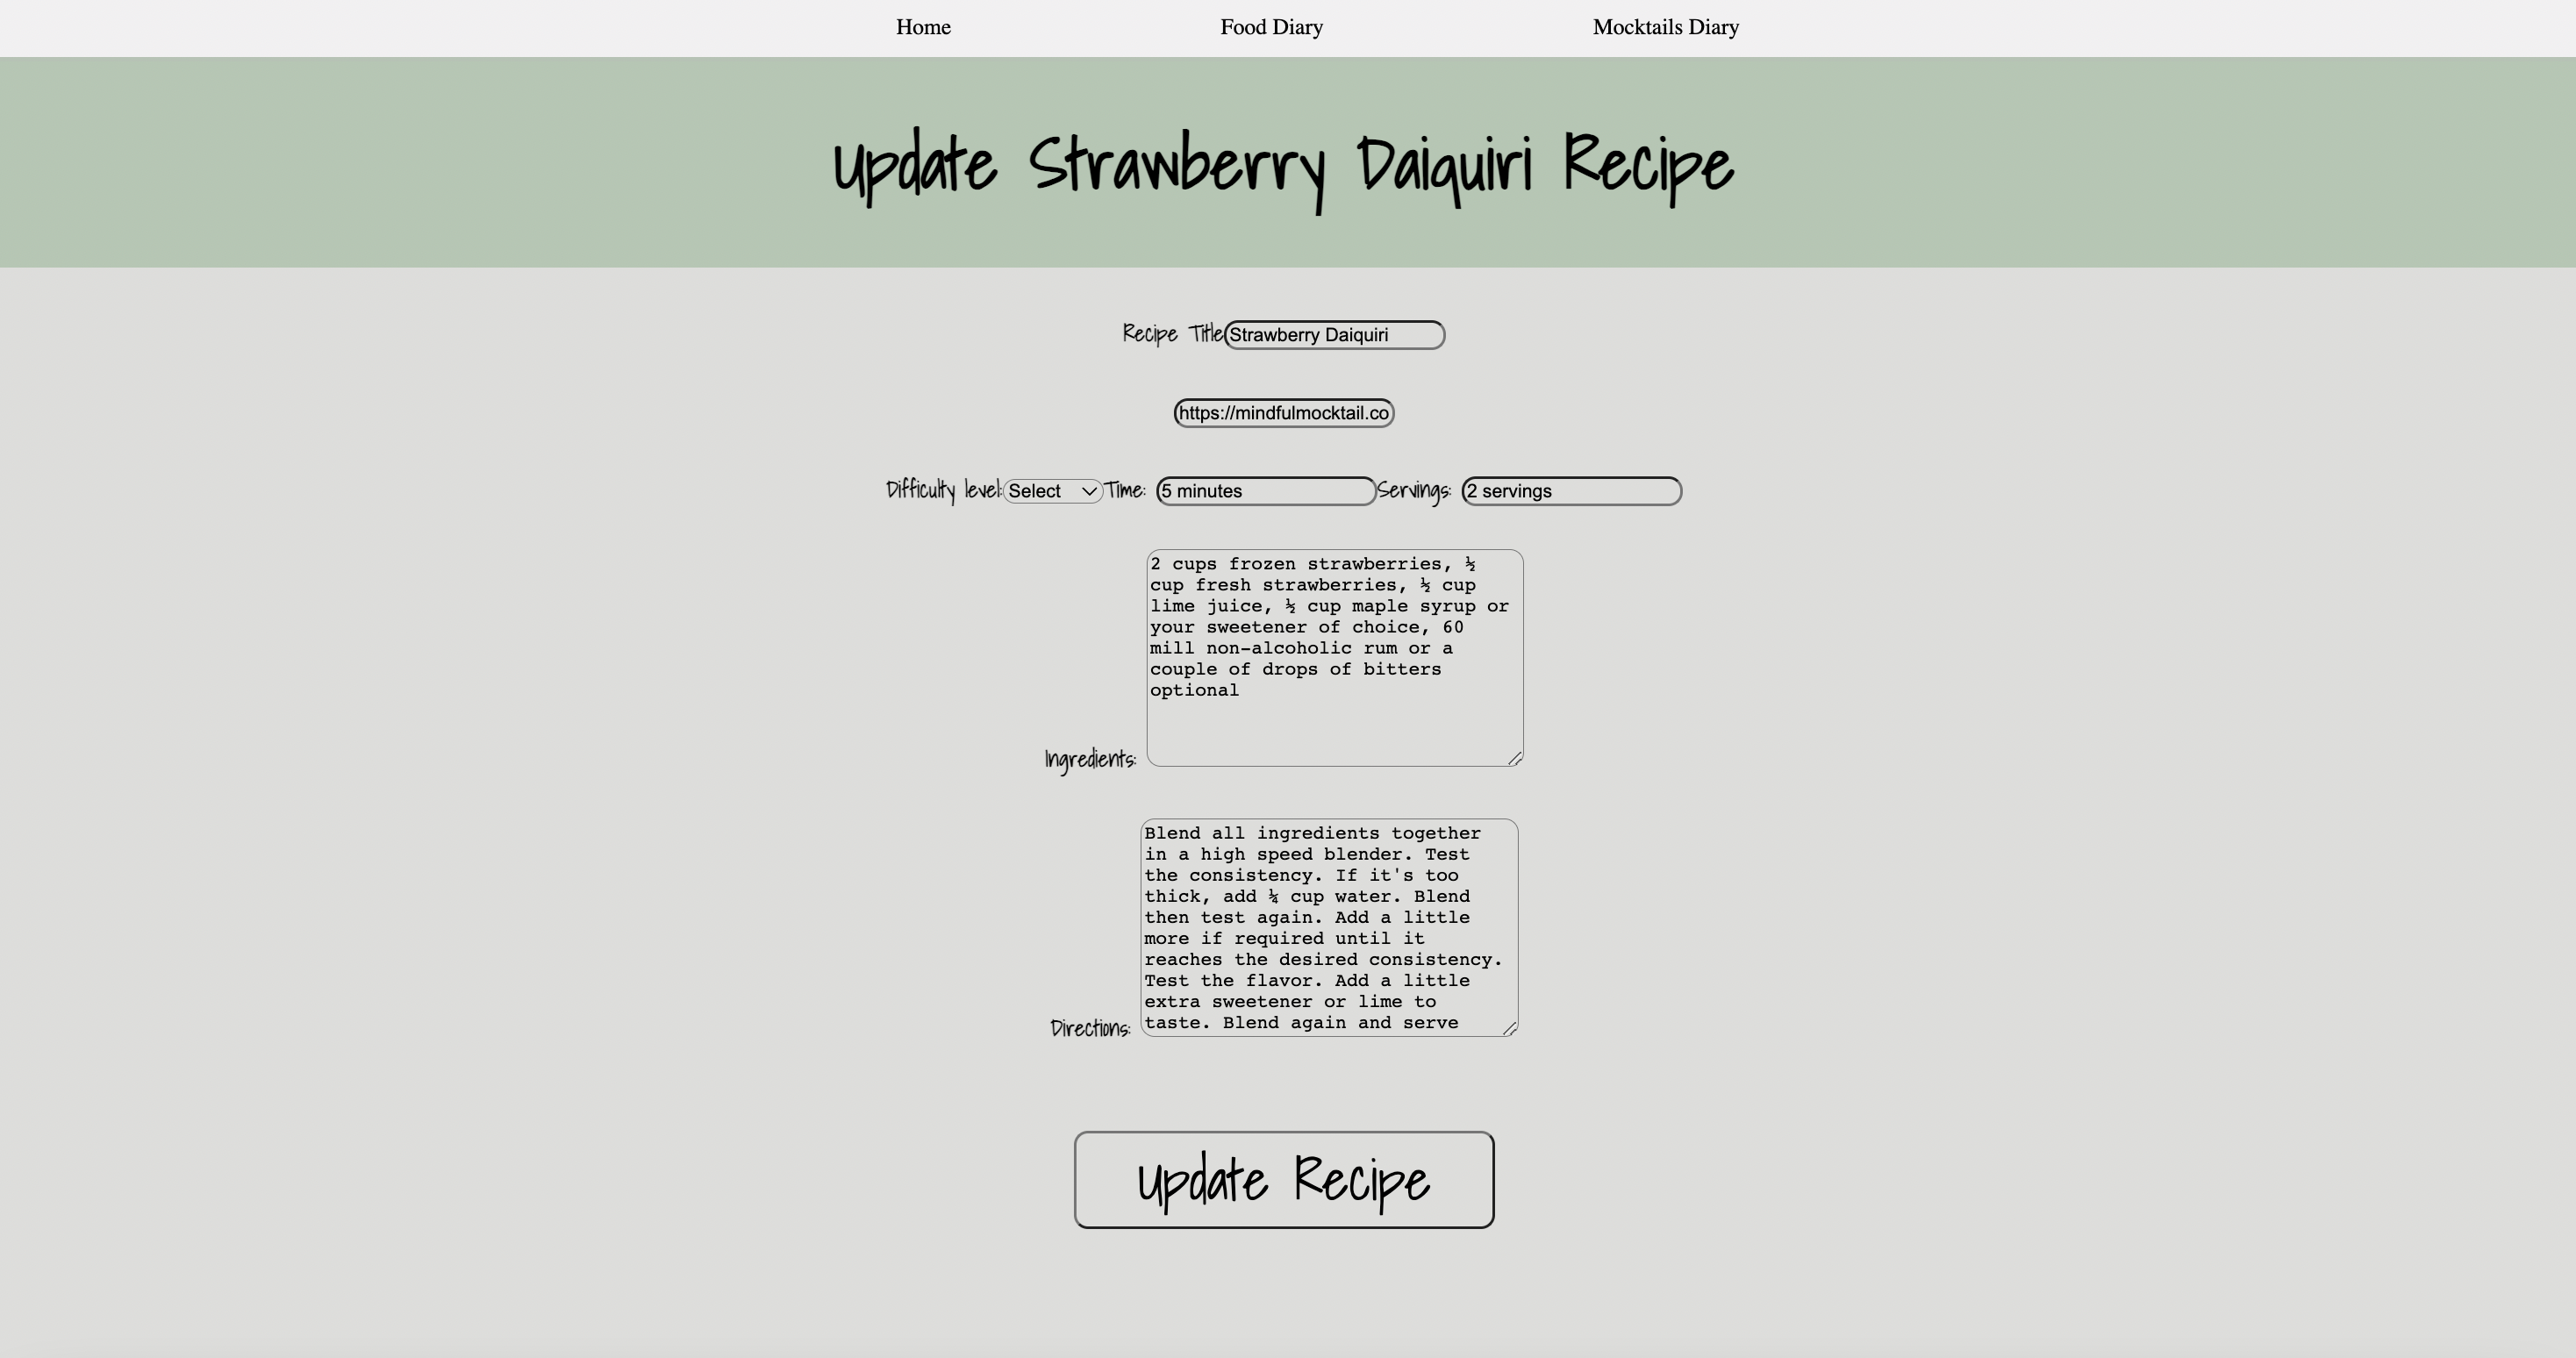 Home Food Diary Mocktails Diary
Update Strawberry Daiquiri Recipe
Recipe Title Strawberry Daiquiri
https://mindfulmocktail.co
Difficulty level: Select Time: 5 minutes Servings: 2 servings
2 cups frozen strawberries, ½
cup fresh strawberries, ½ cup
lime juice, ½ cup maple syrup or
your sweetener of choice, 60
mill non-alcoholic rum or a
couple of drops of bitters
optional
Ingredients:
Blend all ingredients together
in a high speed blender. Test
the consistency. If it's too
thick, add ¼ cup water. Blend
then test again. Add a little
more if required until it
reaches the desired consistency.
Test the flavor. Add a little
extra sweetener or lime to
taste. Blend again and serve
Directions:
Update Recipe